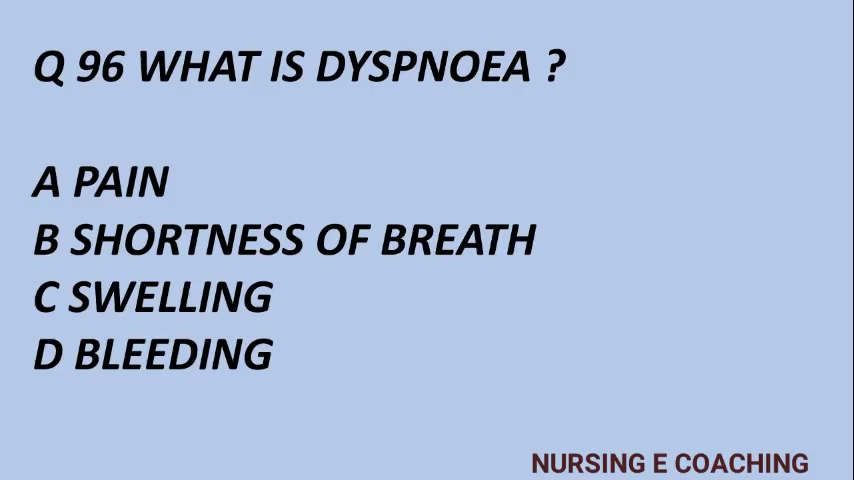 Q 96 WHAT IS DYSPNOEA ?
A PAIN
B SHORTNESS OF BREATH
C SWELLING
D BLEEDING
NURSING E COACHING